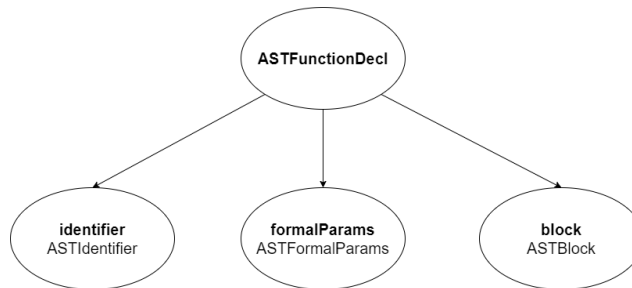 ASTFunctionDecl
identifier
ASTIdentifier
formalParams
ASTFormalParams
block
ASTBlock